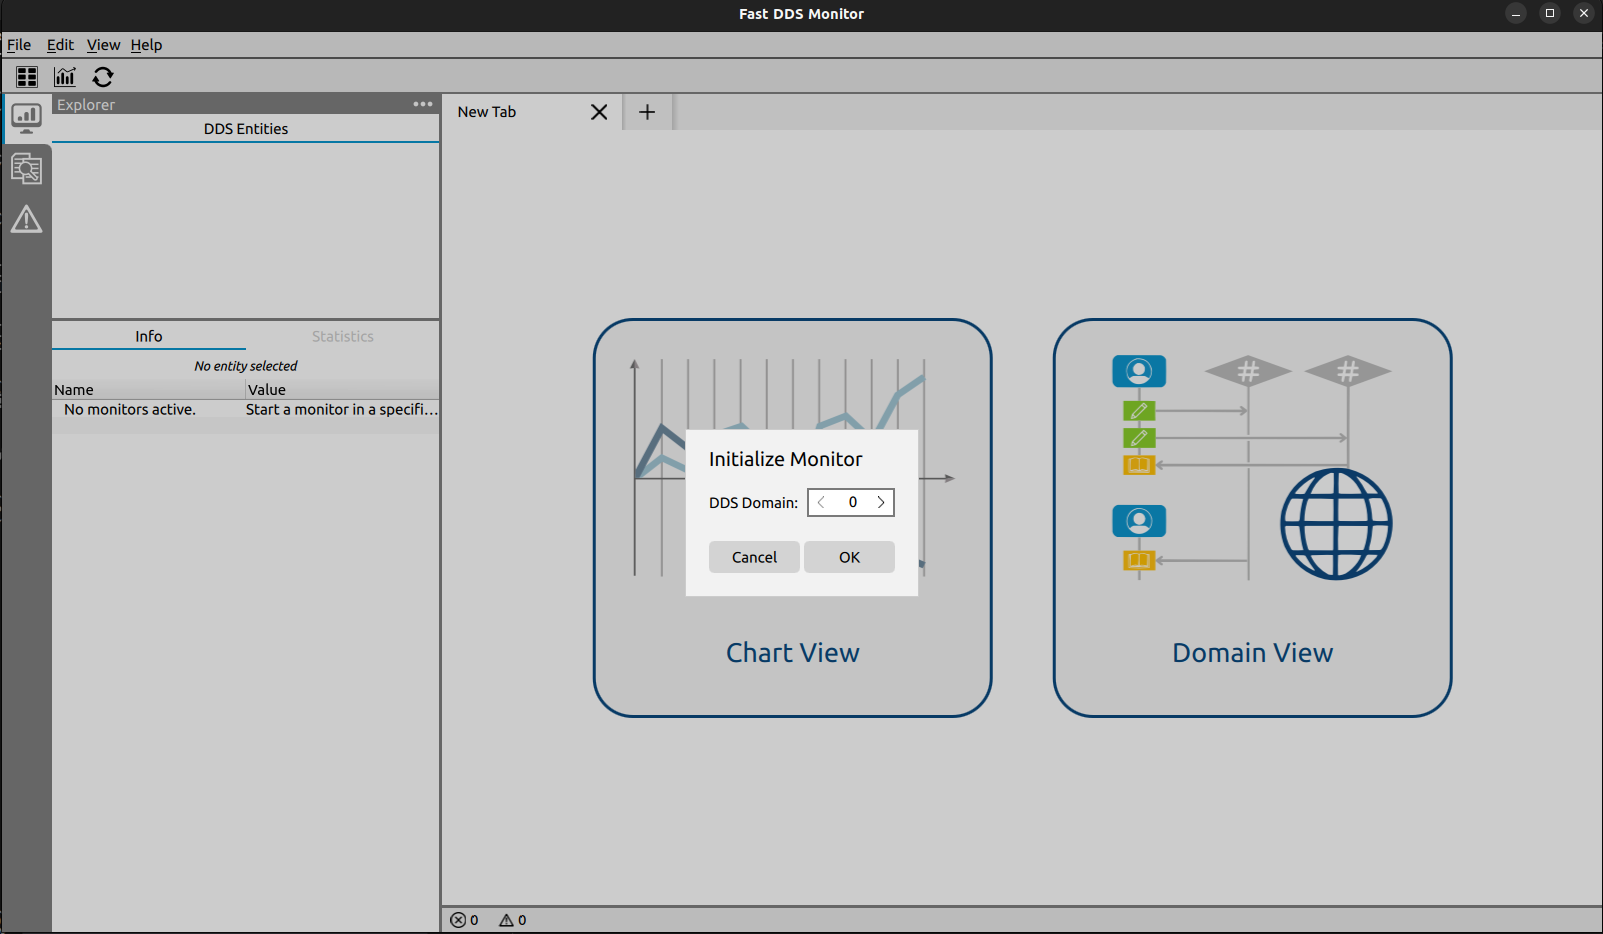 Fast DDS Monitor
File Edit View Help
Explorer
New Tab
DDS Entities
Info Statistics
No entity selected
Name Value
No monitors active. Start a monitor in a specifi…
# #
Initialize Monitor
DDS Domain: 0
Cancel OK
Chart View
Domain View
0 0